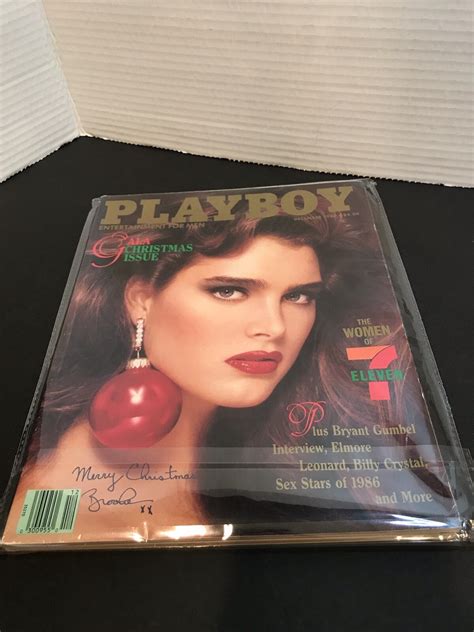 PLAYBOY
ENTERTAINMENT FOR MEN
GALA
CHRISTMAS
ISSUE
THE
WOMEN
OF
7
ELEVEN
Plus Bryant Gumbel
Interview, Elmore
Leonard, Billy Crystal,
Sex Stars of 1986
and More
Merry Christmas
Brooke
xx
12